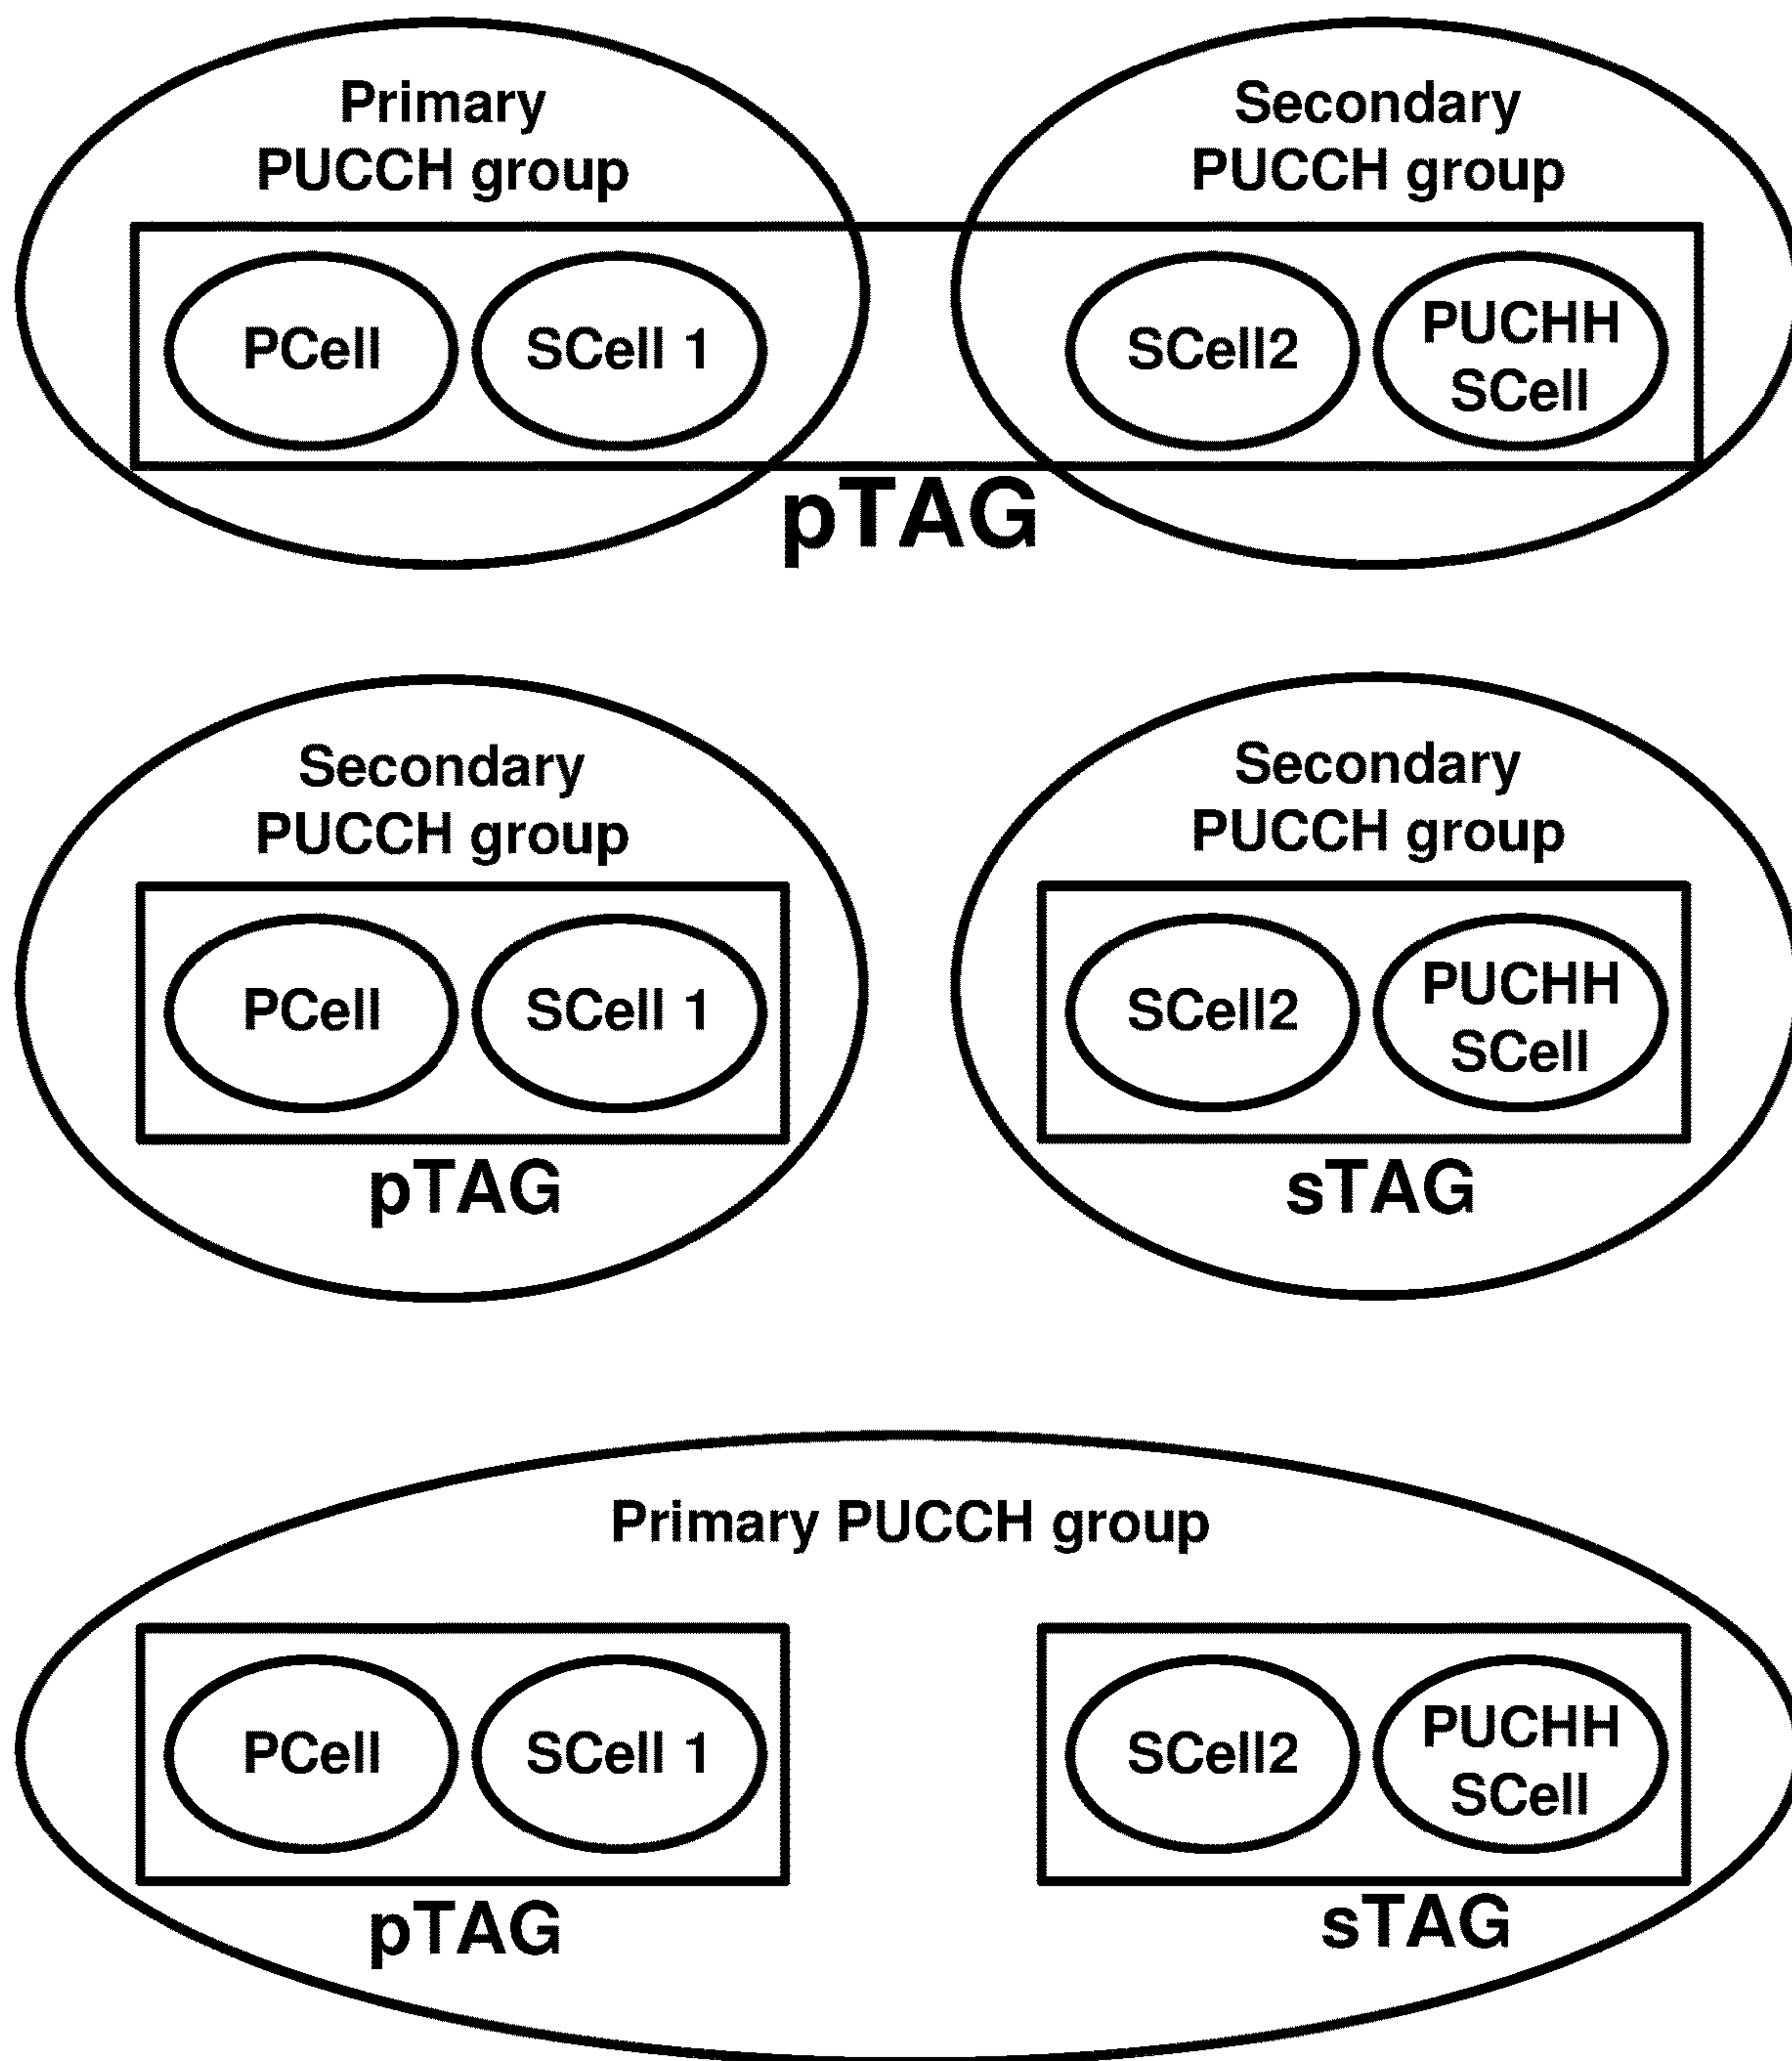 Primary
PUCCH group
Secondary
PUCCH group
PCell
SCell 1
SCell2
PUCHH
SCell
pTAG
Secondary
PUCCH group
Secondary
PUCCH group
PCell
SCell 1
SCell2
PUCHH
SCell
pTAG
sTAG
Primary PUCCH group
PCell
SCell 1
SCell2
PUCHH
SCell
pTAG
sTAG